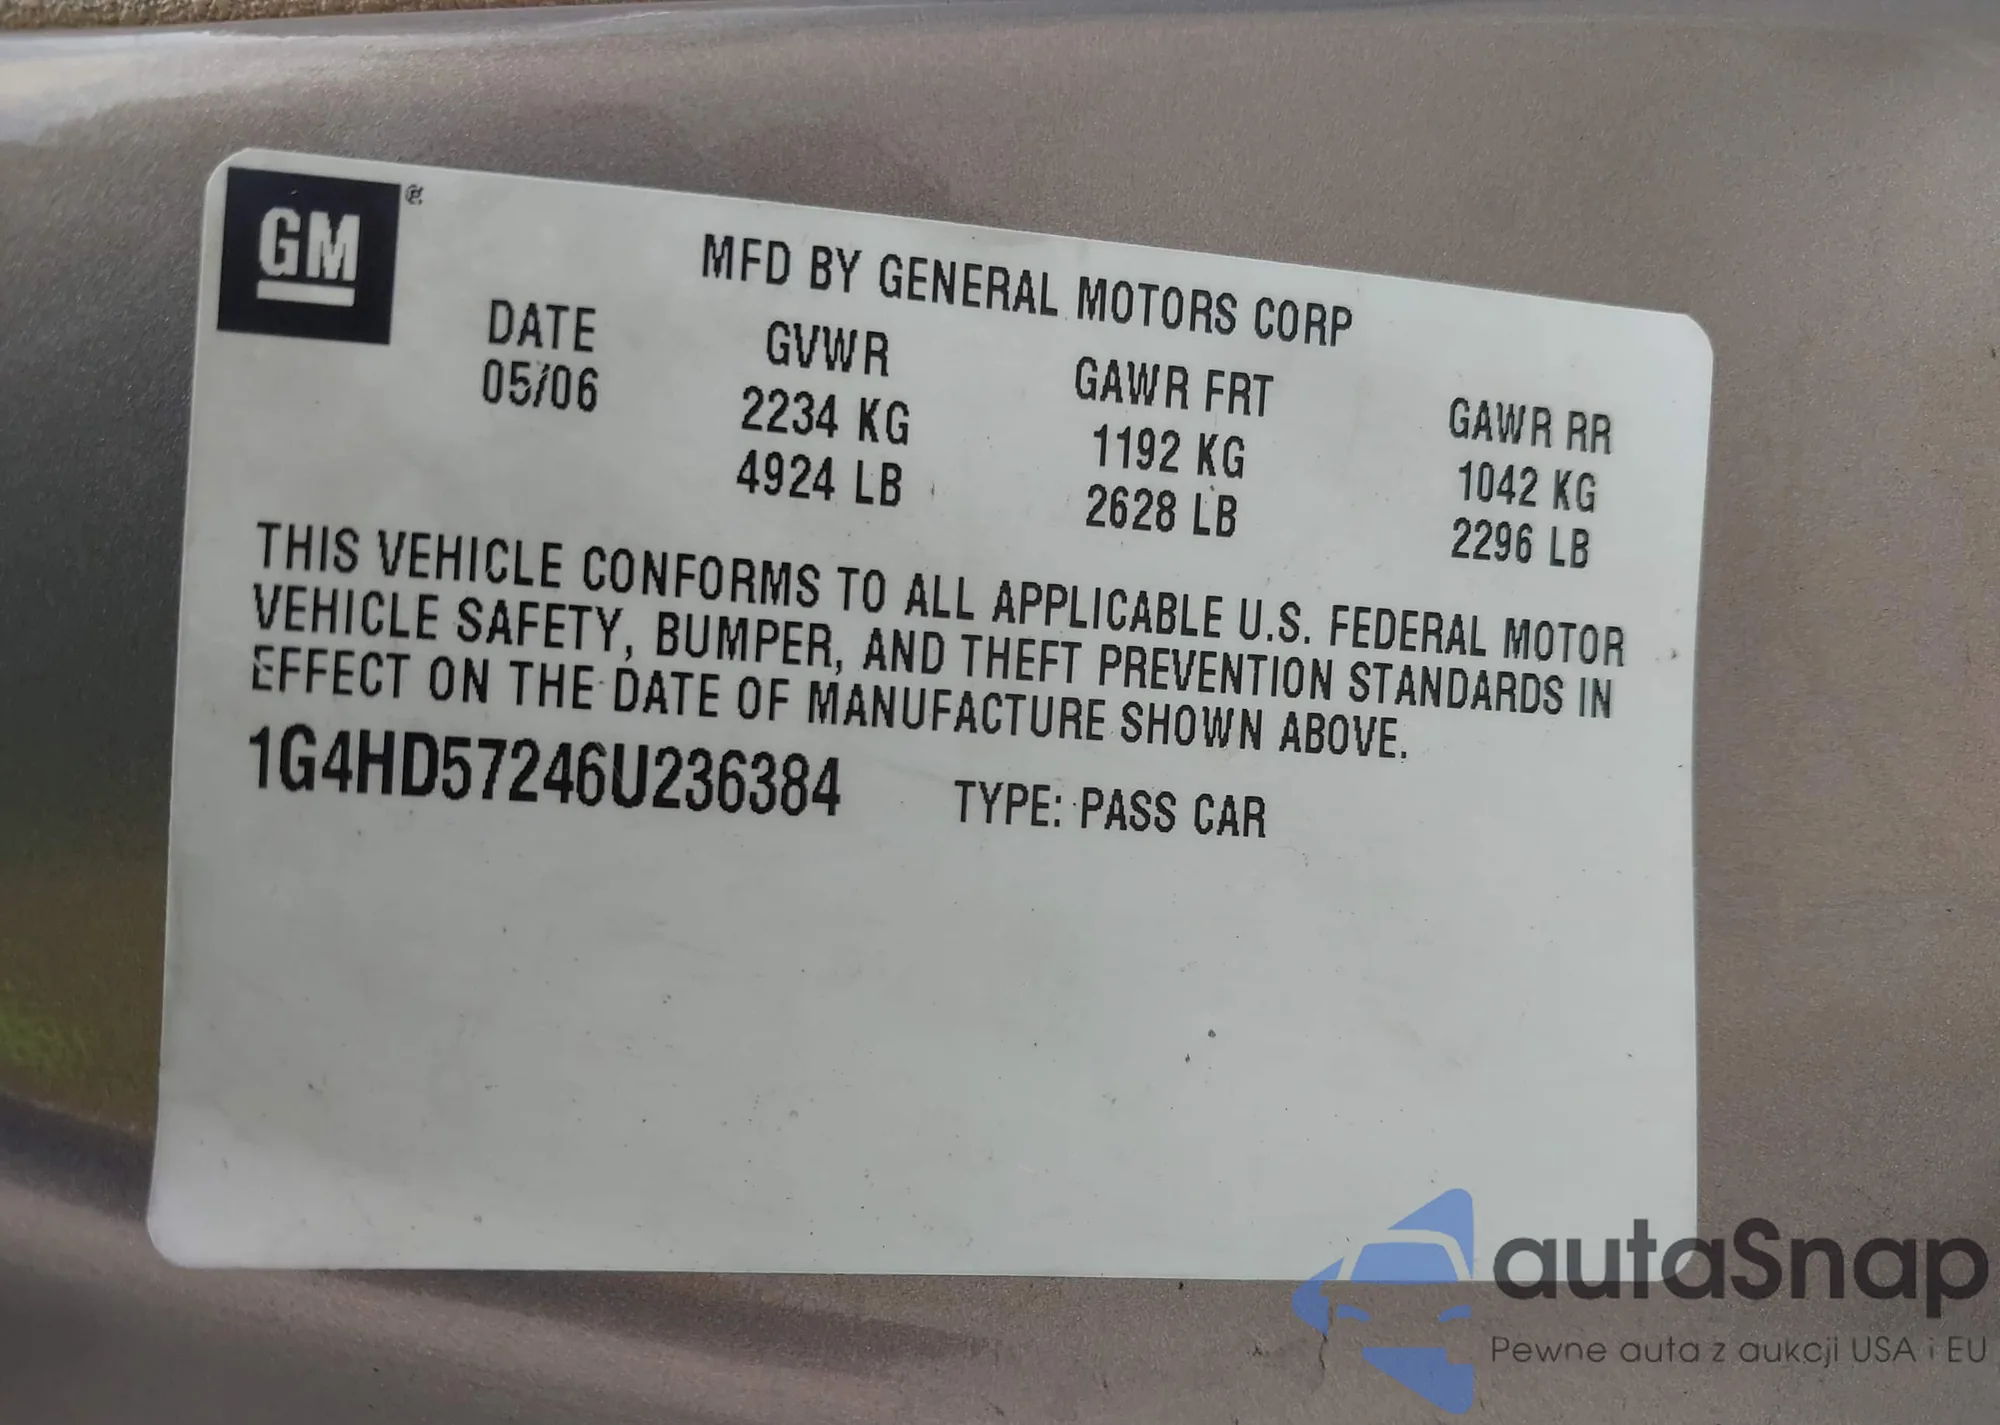 GM ®
MFD BY GENERAL MOTORS CORP
DATE GVWR GAWR FRT GAWR RR
05/06 2234 KG 1192 KG 1042 KG
4924 LB 2628 LB 2296 LB
THIS VEHICLE CONFORMS TO ALL APPLICABLE U.S. FEDERAL MOTOR
VEHICLE SAFETY, BUMPER, AND THEFT PREVENTION STANDARDS IN
EFFECT ON THE DATE OF MANUFACTURE SHOWN ABOVE.
1G4HD57246U236384 TYPE: PASS CAR
autaSnap
Pewne auta z aukcji USA i EU